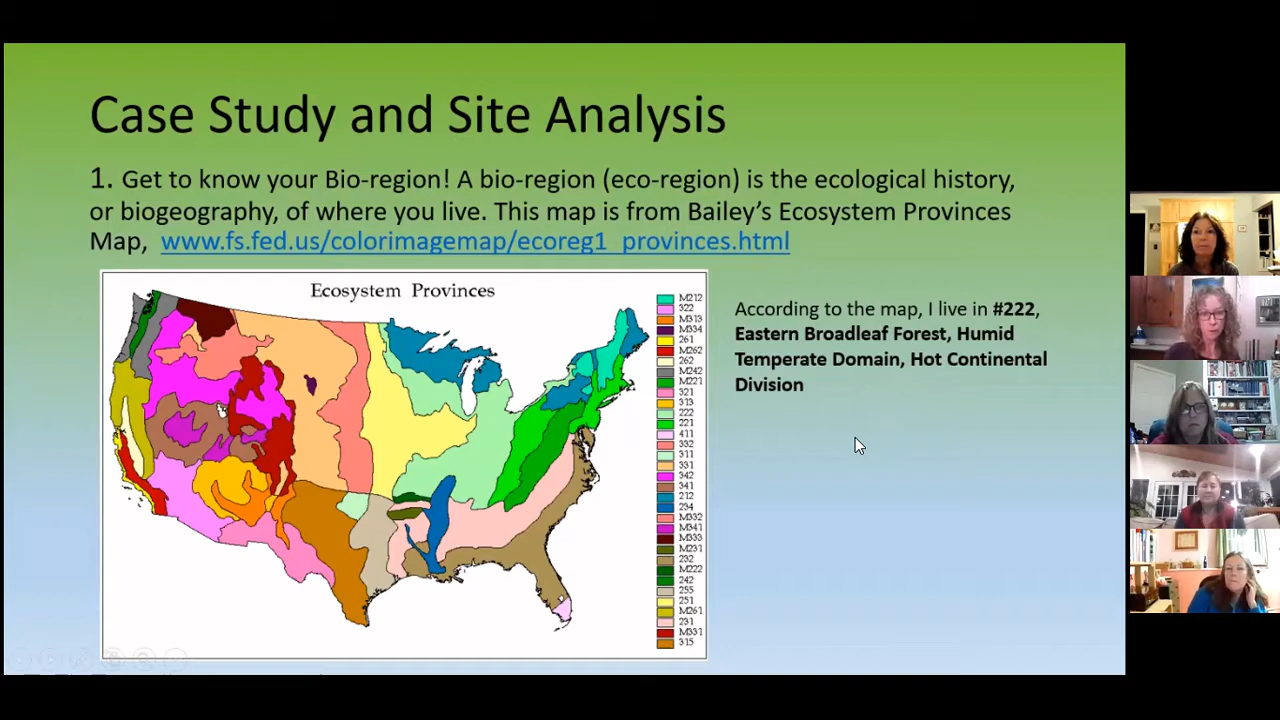 Case Study and Site Analysis
1. Get to know your Bio-region! A bio-region (eco-region) is the ecological history,
or biogeography, of where you live. This map is from Bailey's Ecosystem Provinces
Map, www.fs.fed.us/colorimagemap/ecoreg1_provinces.html
Ecosystem Provinces
M212
322
M313
M334
261
M262
262
M242
M221
321
313
222
221
411
332
311
331
342
341
212
234
M332
M341
M333
M231
232
M222
242
255
251
M261
231
M331
315
According to the map, I live in #222,
Eastern Broadleaf Forest, Humid
Temperate Domain, Hot Continental
Division